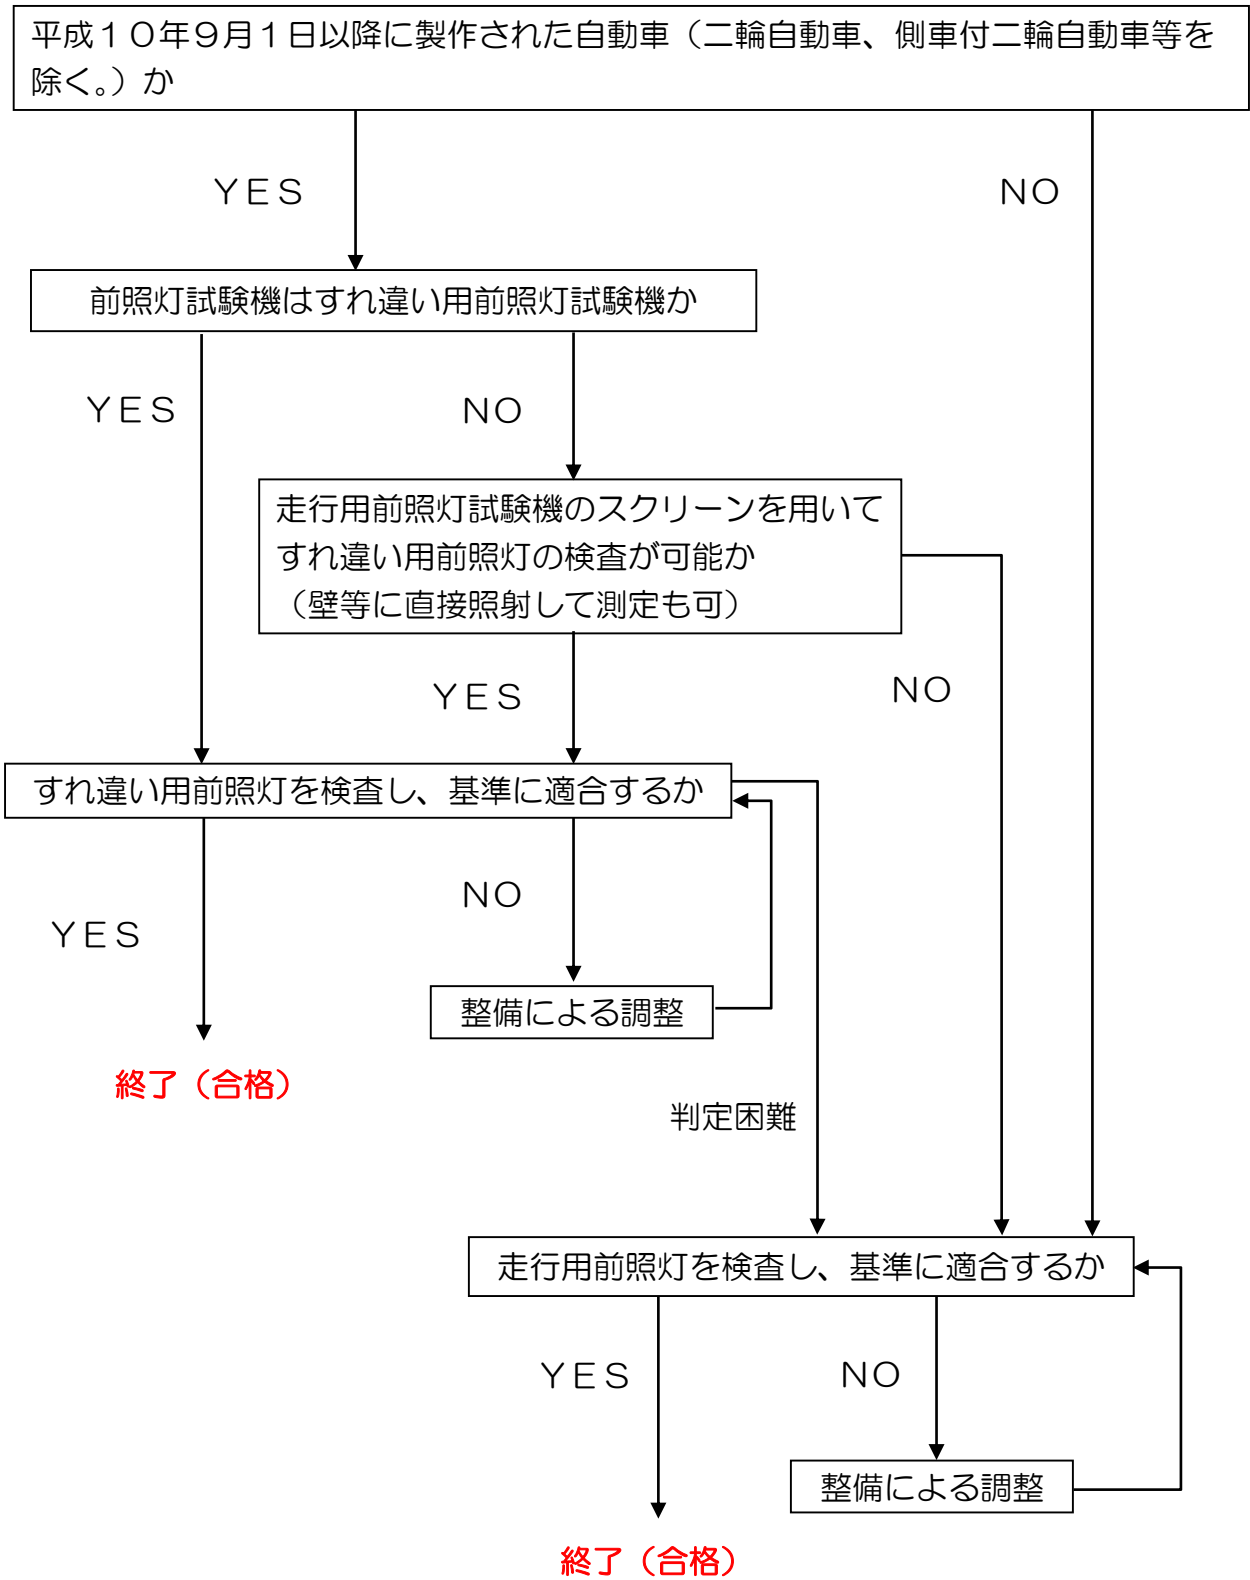 平成１０年９月１日以降に製作された自動車（二輪自動車、側車付二輪自動車等を
除く。）か
ＹＥＳ
ＮＯ
前照灯試験機はすれ違い用前照灯試験機か
ＹＥＳ
ＮＯ
走行用前照灯試験機のスクリーンを用いて
すれ違い用前照灯の検査が可能か
（壁等に直接照射して測定も可）
ＹＥＳ
ＮＯ
すれ違い用前照灯を検査し、基準に適合するか
ＹＥＳ
ＮＯ
整備による調整
終了（合格）
判定困難
走行用前照灯を検査し、基準に適合するか
ＹＥＳ
ＮＯ
整備による調整
終了（合格）